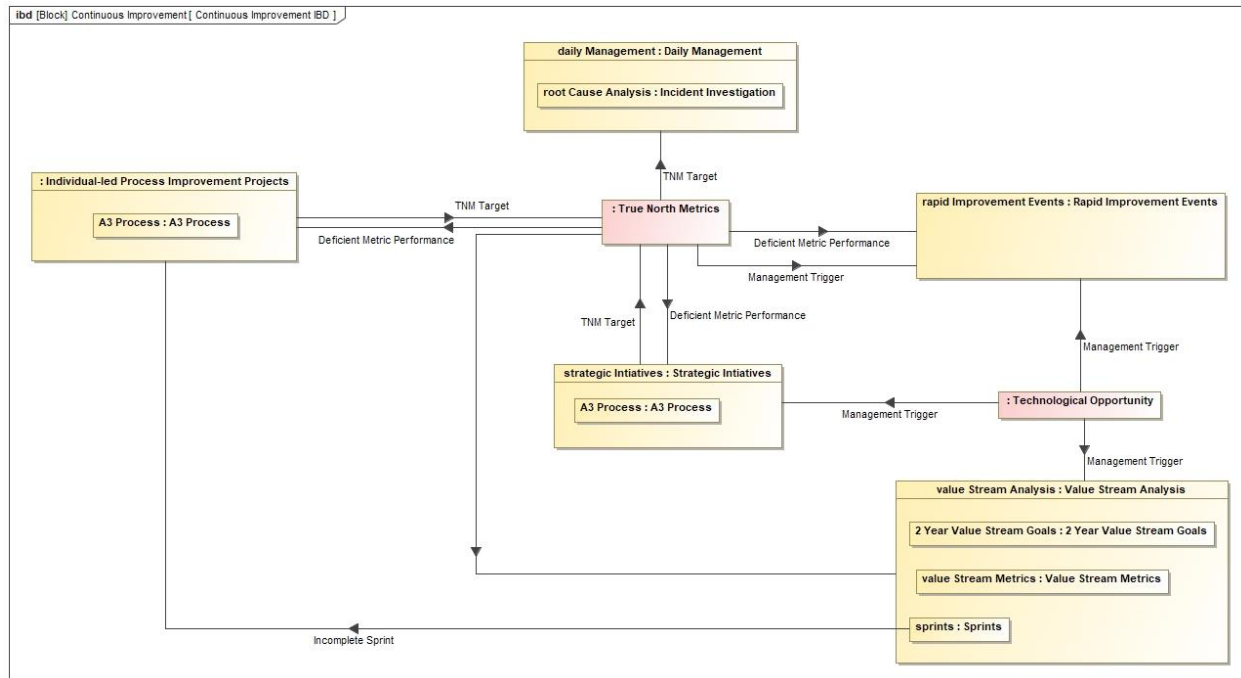 ibd [Block] Continuous Improvement [ Continuous Improvement IBD ]
daily Management : Daily Management
root Cause Analysis : Incident Investigation
TNM Target
: Individual-led Process Improvement Projects
A3 Process : A3 Process
TNM Target
Deficient Metric Performance
: True North Metrics
rapid Improvement Events : Rapid Improvement Events
Deficient Metric Performance
Management Trigger
TNM Target
Deficient Metric Performance
Management Trigger
strategic Intiatives : Strategic Intiatives
A3 Process : A3 Process
Management Trigger
: Technological Opportunity
Management Trigger
value Stream Analysis : Value Stream Analysis
2 Year Value Stream Goals : 2 Year Value Stream Goals
value Stream Metrics : Value Stream Metrics
sprints : Sprints
Incomplete Sprint